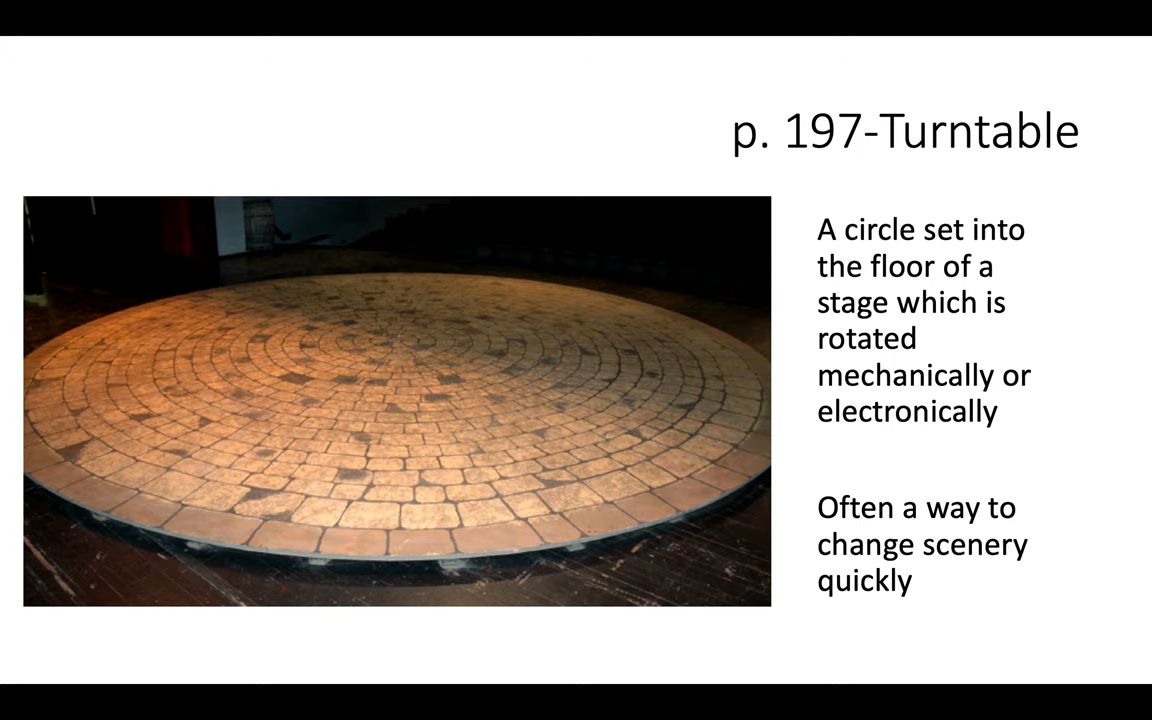 p. 197-Turntable
A circle set into
the floor of a
stage which is
rotated
mechanically or
electronically
Often a way to
change scenery
quickly